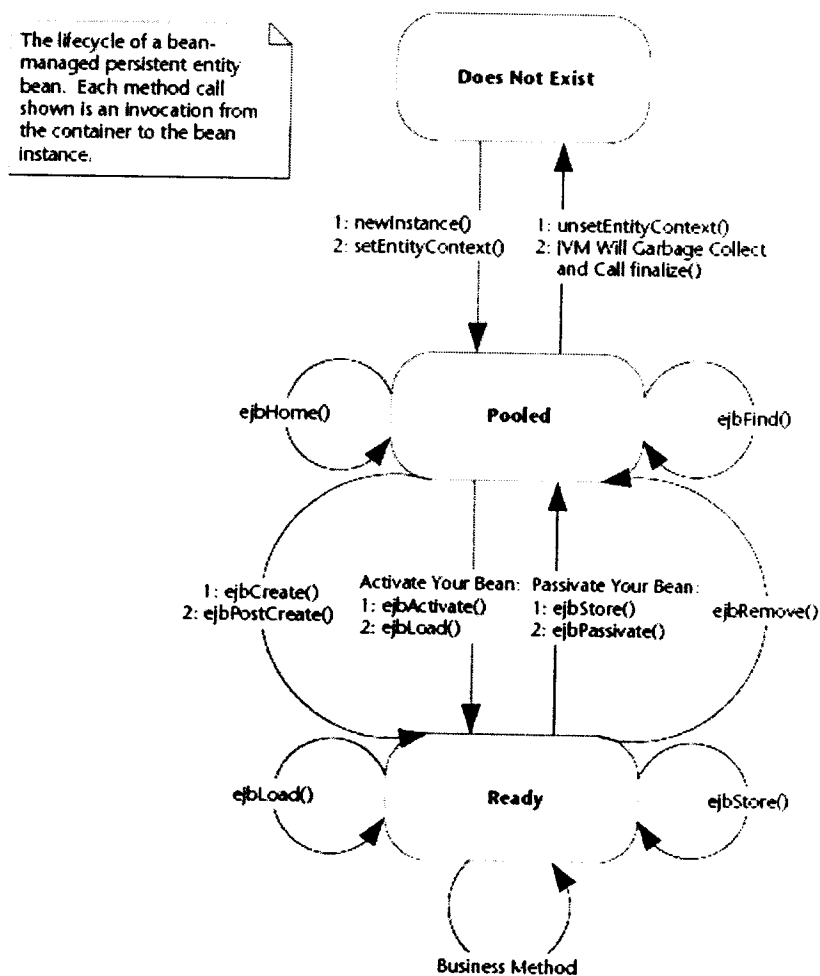 The lifecycle of a bean-
managed persistent entity
bean. Each method call
shown is an invocation from
the container to the bean
instance.
Does Not Exist
1: newInstance()
2: setEntityContext()
1: unsetEntityContext()
2: JVM Will Garbage Collect
and Call finalize()
ejbHome()
Pooled
ejbFind()
1: ejbCreate()
2: ejbPostCreate()
Activate Your Bean:
1: ejbActivate()
2: ejbLoad()
Passivate Your Bean:
1: ejbStore()
2: ejbPassivate()
ejbRemove()
ejbLoad()
Ready
ejbStore()
Business Method